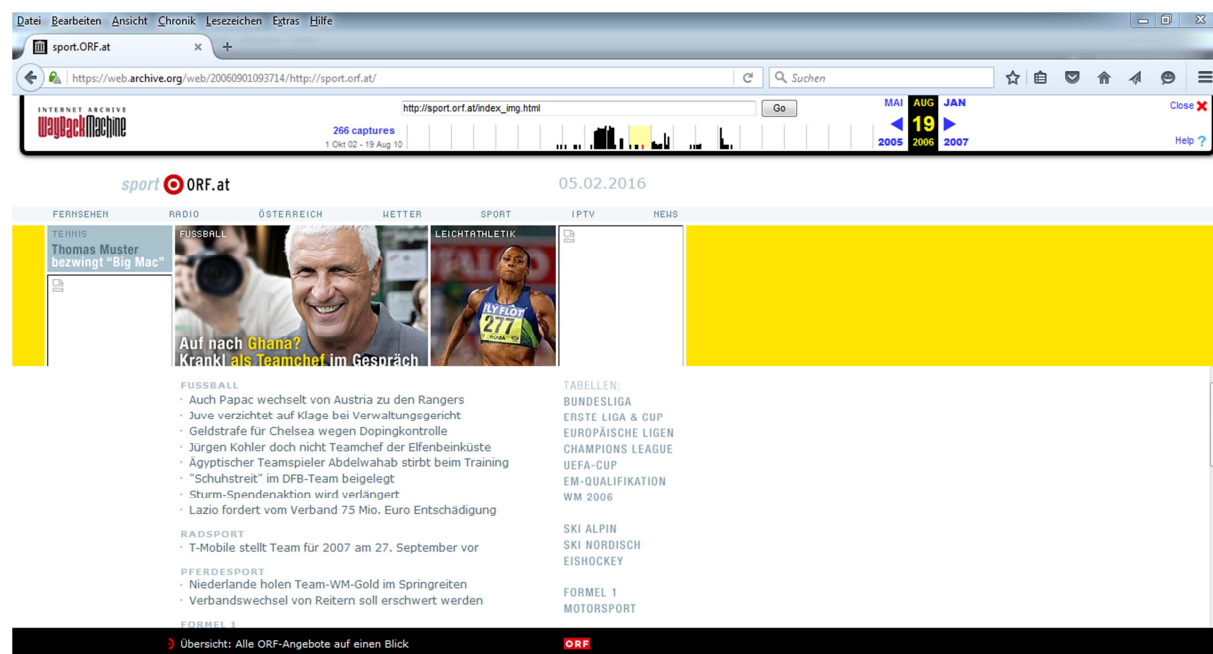 Datei Bearbeiten Ansicht Chronik Lesezeichen Extras Hilfe
sport.ORF.at
https://web.archive.org/web/20060901093714/http://sport.orf.at/
Suchen
INTERNET ARCHIVE
WayBackMachine
http://sport.orf.at/index_img.html
Go
266 captures
1 Okt 02 - 19 Aug 10
MAI AUG JAN
19
2005 2006 2007
Close
Help ?
sport ORF.at
05.02.2016
FERNSEHEN RADIO ÖSTERREICH WETTER SPORT IPTV NEWS
TENNIS
Thomas Muster
bezwingt “Big Mac”
FUSSBALL
Auf nach Ghana?
Krankl als Teamchef im Gespräch
LEICHTATHLETIK
FLY FLOT
277
ROMA
FUSSBALL
· Auch Papac wechselt von Austria zu den Rangers
· Juve verzichtet auf Klage bei Verwaltungsgericht
· Geldstrafe für Chelsea wegen Dopingkontrolle
· Jürgen Kohler doch nicht Teamchef der Elfenbeinküste
· Ägyptischer Teamspieler Abdelwahab stirbt beim Training
· "Schuhstreit" im DFB-Team beigelegt
· Sturm-Spendenaktion wird verlängert
· Lazio fordert vom Verband 75 Mio. Euro Entschädigung
RADSPORT
· T-Mobile stellt Team für 2007 am 27. September vor
PFERDESPORT
· Niederlande holen Team-WM-Gold im Springreiten
· Verbandswechsel von Reitern soll erschwert werden
FORMEL 1
TABELLEN:
BUNDESLIGA
ERSTE LIGA & CUP
EUROPÄISCHE LIGEN
CHAMPIONS LEAGUE
UEFA-CUP
EM-QUALIFIKATION
WM 2006
SKI ALPIN
SKI NORDISCH
EISHOCKEY
FORMEL 1
MOTORSPORT
Übersicht: Alle ORF-Angebote auf einen Blick
ORF